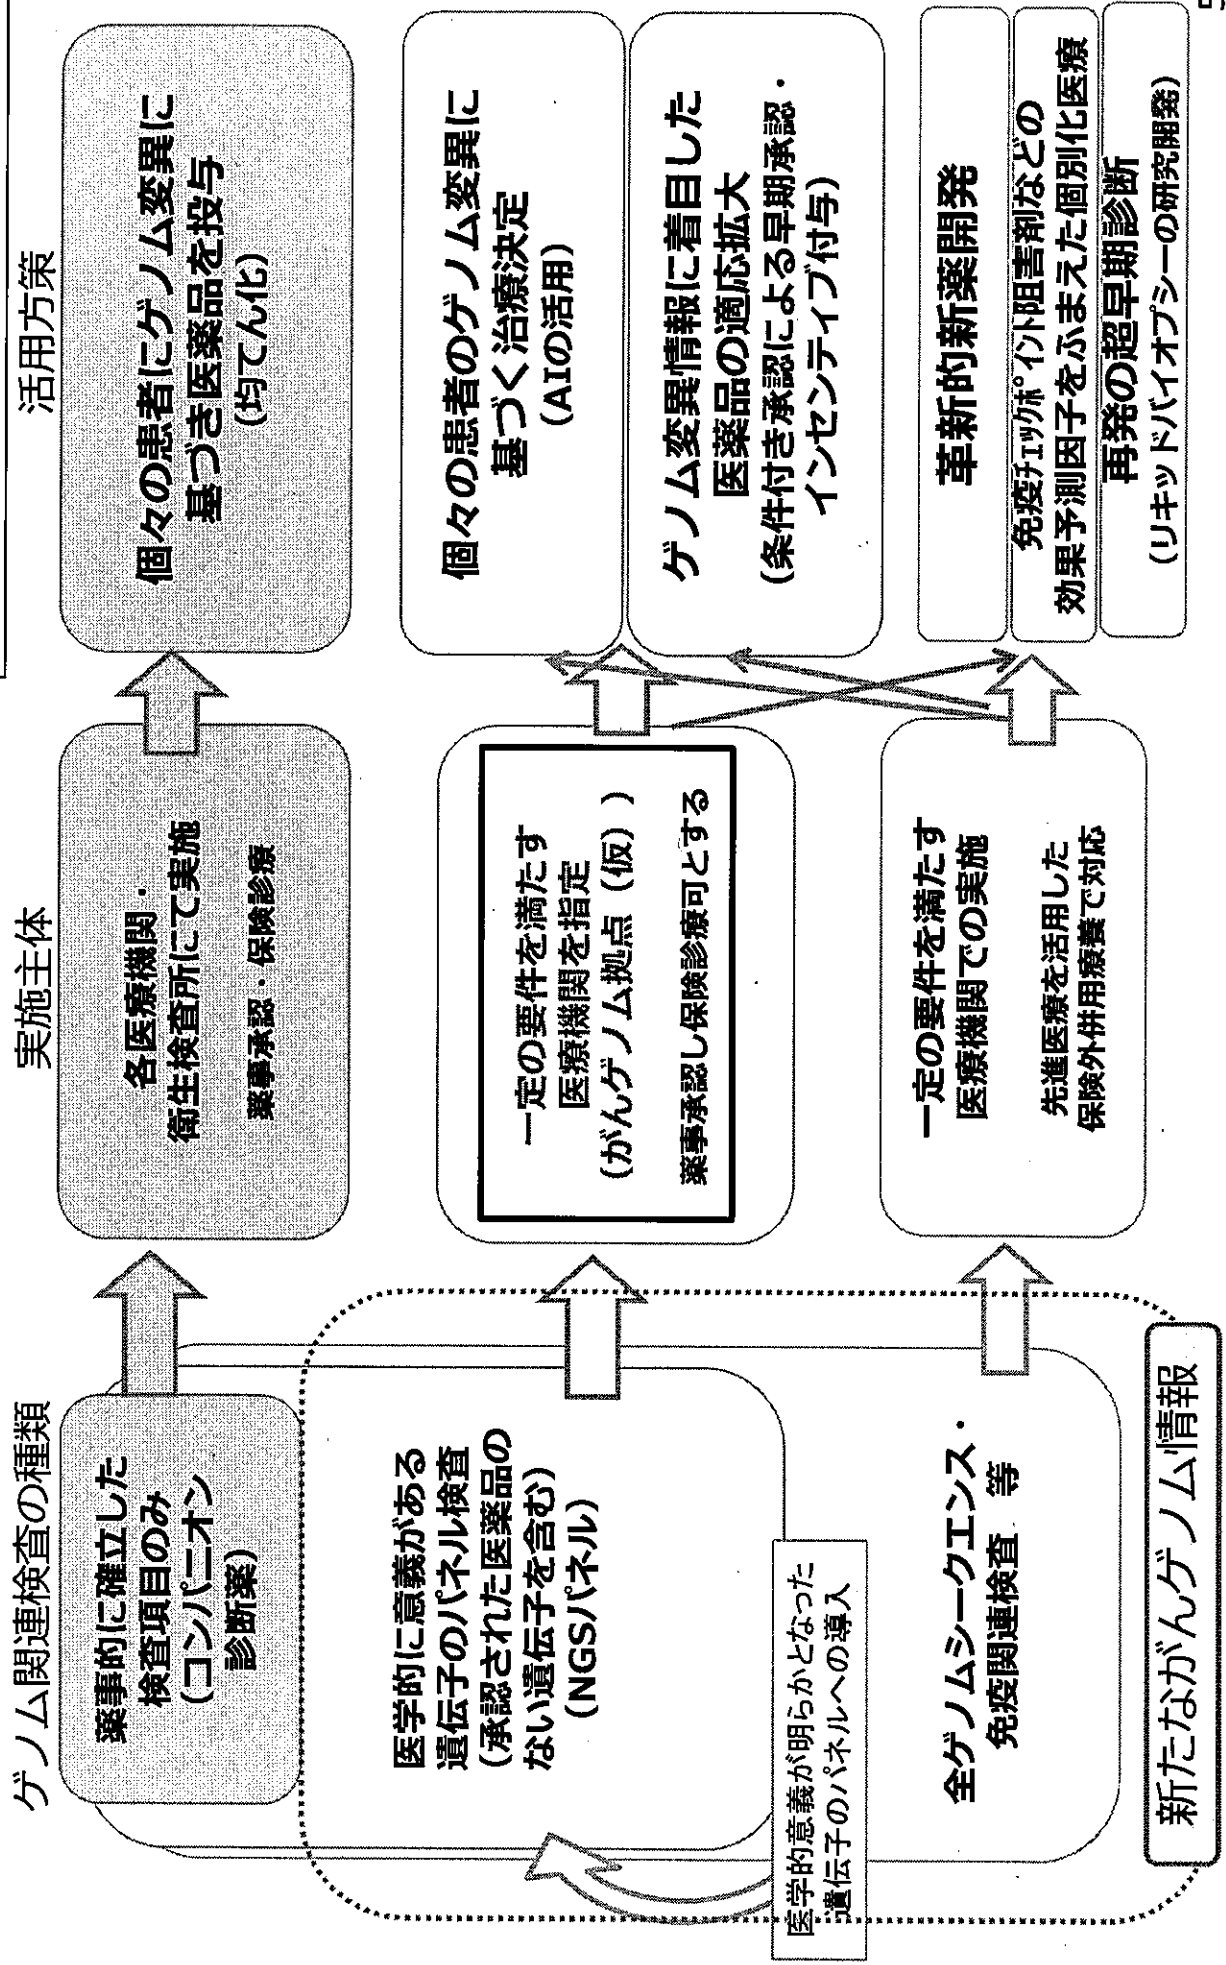 ゲノム関連検査の種類
実施主体
活用方策
薬事的に確立した
検査項目のみ
(コンパニオン
診断薬)
各医療機関・
衛生検査所にて実施
薬事承認・保険診療
個々の患者にゲノム変異に
基づき医薬品を投与
(均てん化)
医学的に意義がある
遺伝子のパネル検査
(承認された医薬品の
ない遺伝子を含む)
(NGSパネル)
一定の要件を満たす
医療機関を指定
(がんゲノム拠点(仮))
薬事承認し保険診療可とする
個々の患者のゲノム変異に
基づく治療決定
(AIの活用)
ゲノム変異情報に着目した
医薬品の適応拡大
(条件付き承認による早期承認・
インセンティブ付与)
医学的意義が明らかとなった
遺伝子のパネルへの導入
全ゲノムシークエンス・
免疫関連検査 等
一定の要件を満たす
医療機関での実施
先進医療を活用した
保険外併用療養で対応
革新的新薬開発
免疫チェックポイント阻害剤などの
効果予測因子をふまえた個別化医療
再発の超早期診断
(リキッドバイオプシーの研究開発)
新たながんゲノム情報